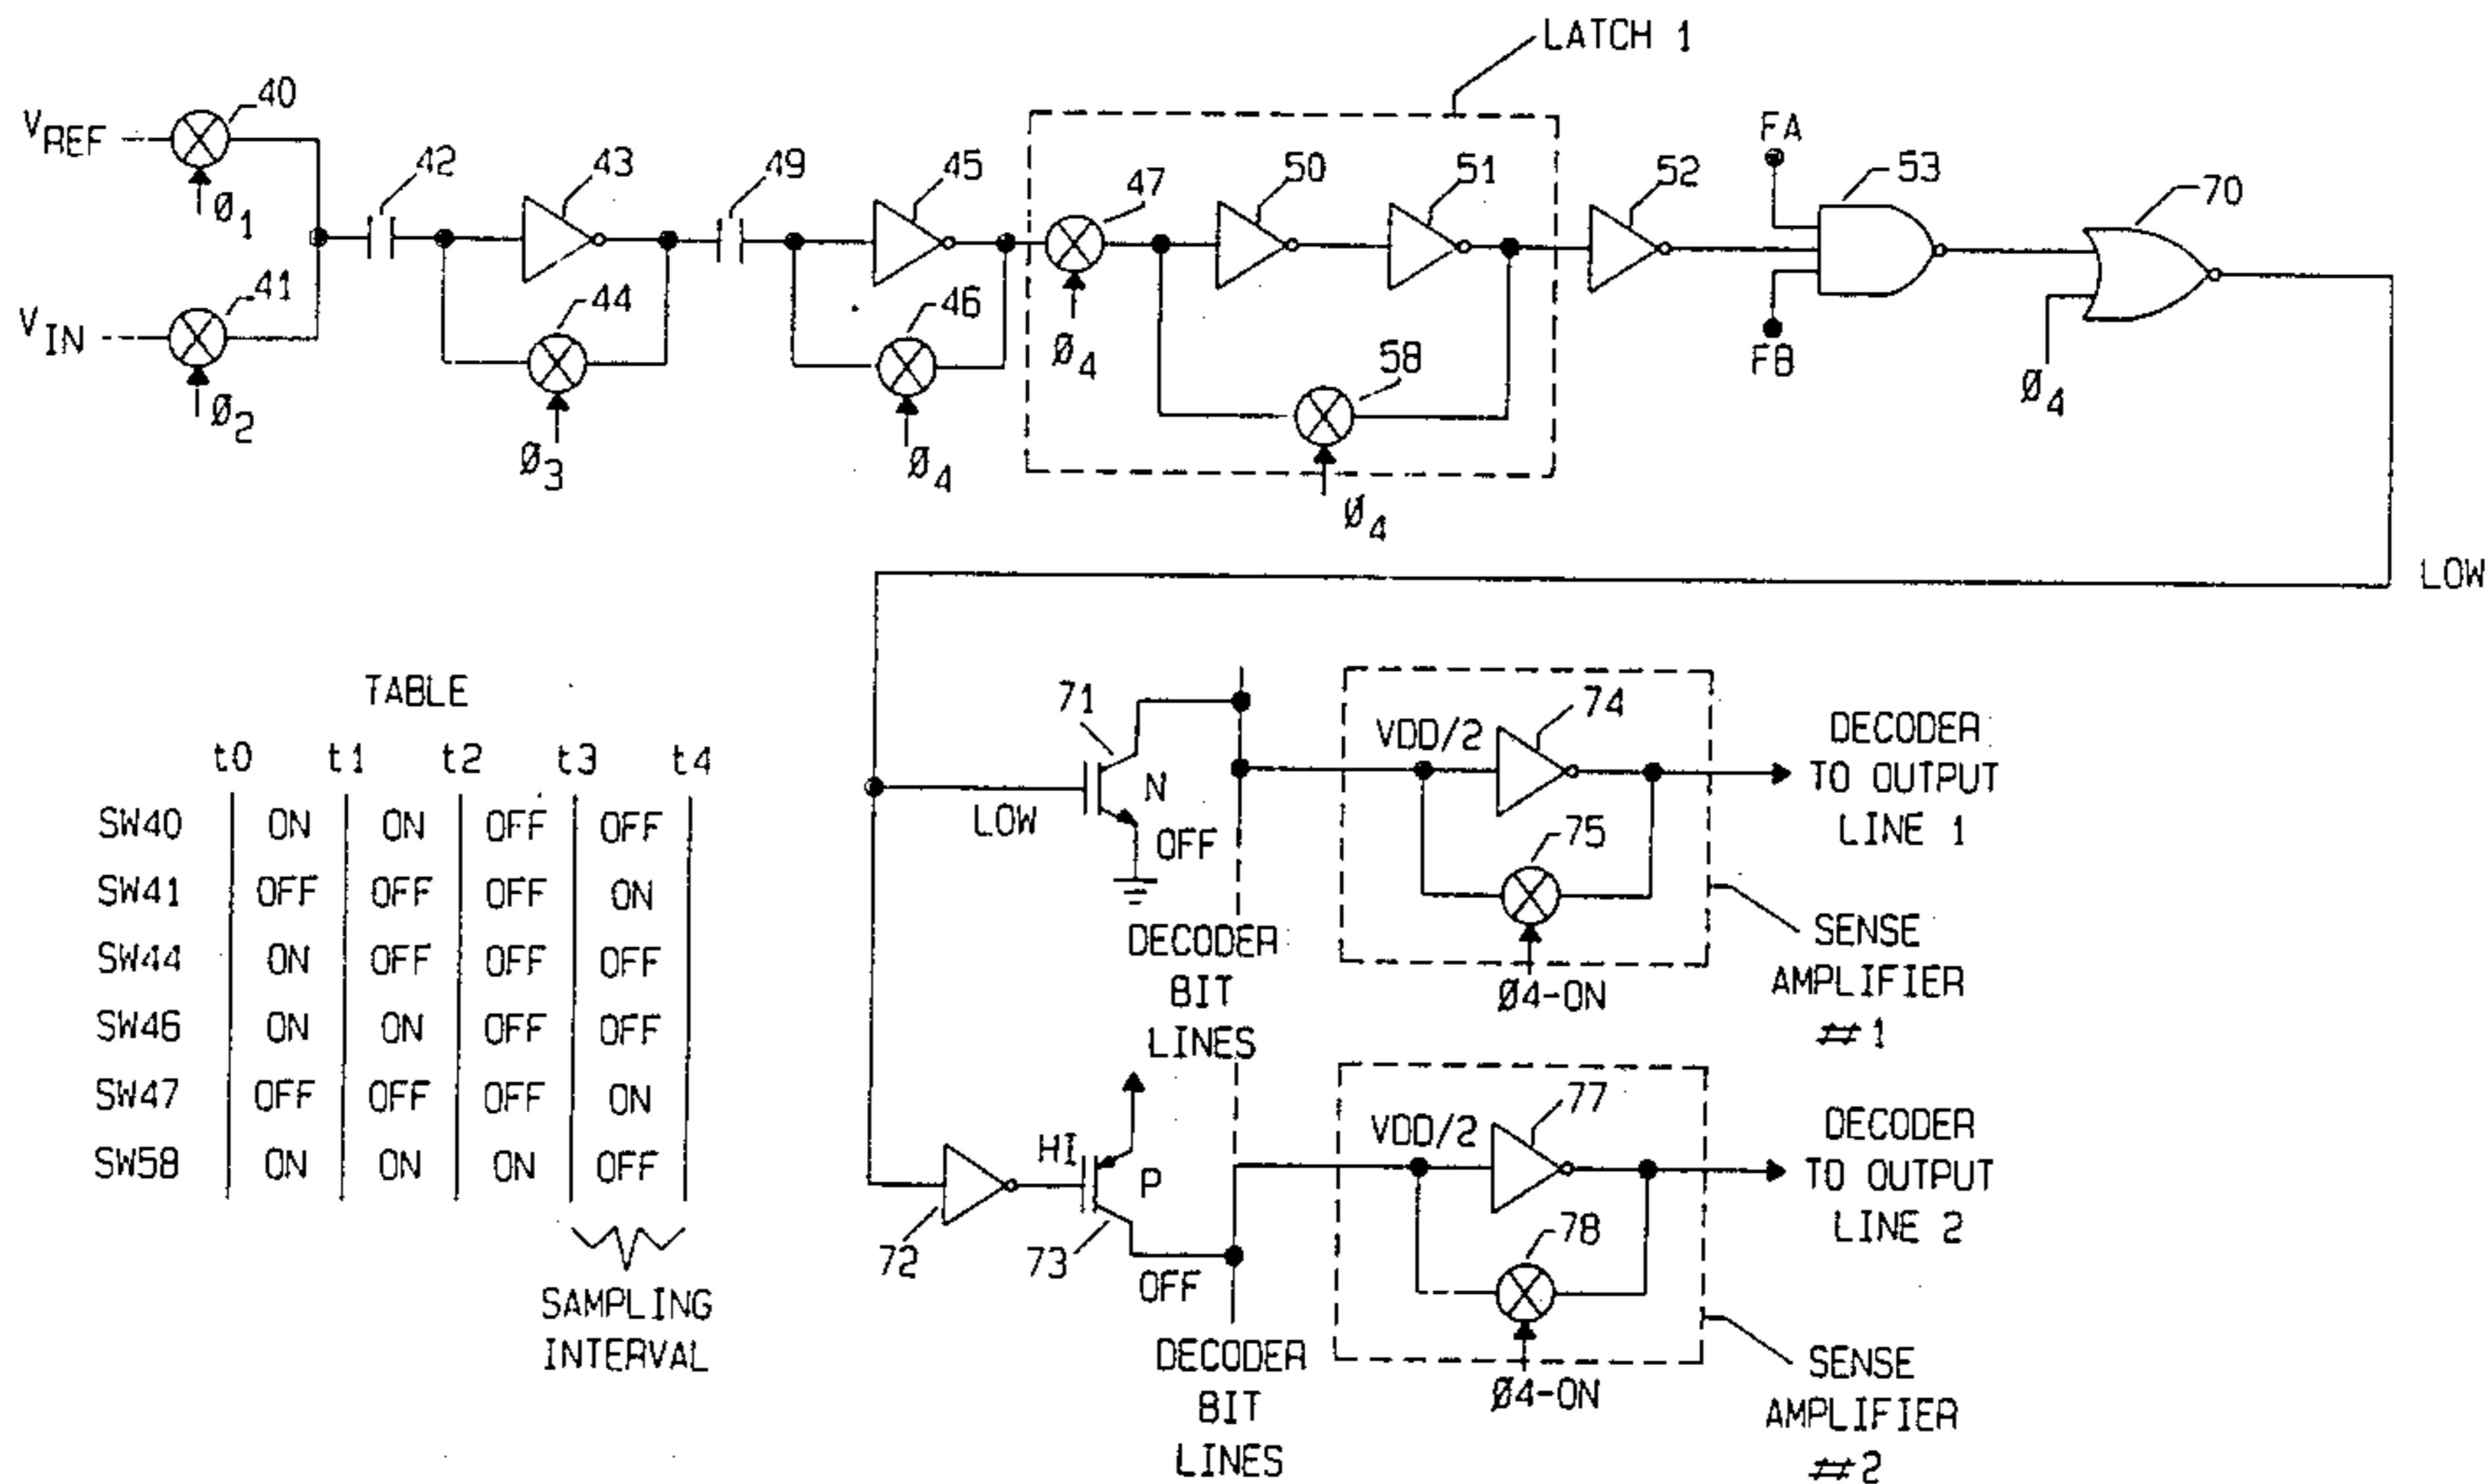 LATCH 1
VREF
40
Ø1
42
43
49
45
47
50
51
52
FA
53
70
VIN
41
Ø2
44
Ø3
46
Ø4
Ø4
58
Ø4
FB
Ø4
LOW
TABLE
t0 t1 t2 t3 t4
SW40 ON ON OFF OFF
SW41 OFF OFF OFF ON
SW44 ON OFF OFF OFF
SW46 ON ON OFF OFF
SW47 OFF OFF OFF ON
SW58 ON ON ON OFF
SAMPLING
INTERVAL
71
LOW
N
OFF
DECODER
BIT
LINES
VDD/2
74
75
Ø4-ON
DECODER
TO OUTPUT
LINE 1
SENSE
AMPLIFIER
#1
72
HI
P
73
OFF
DECODER
BIT
LINES
VDD/2
77
78
Ø4-ON
DECODER
TO OUTPUT
LINE 2
SENSE
AMPLIFIER
#2